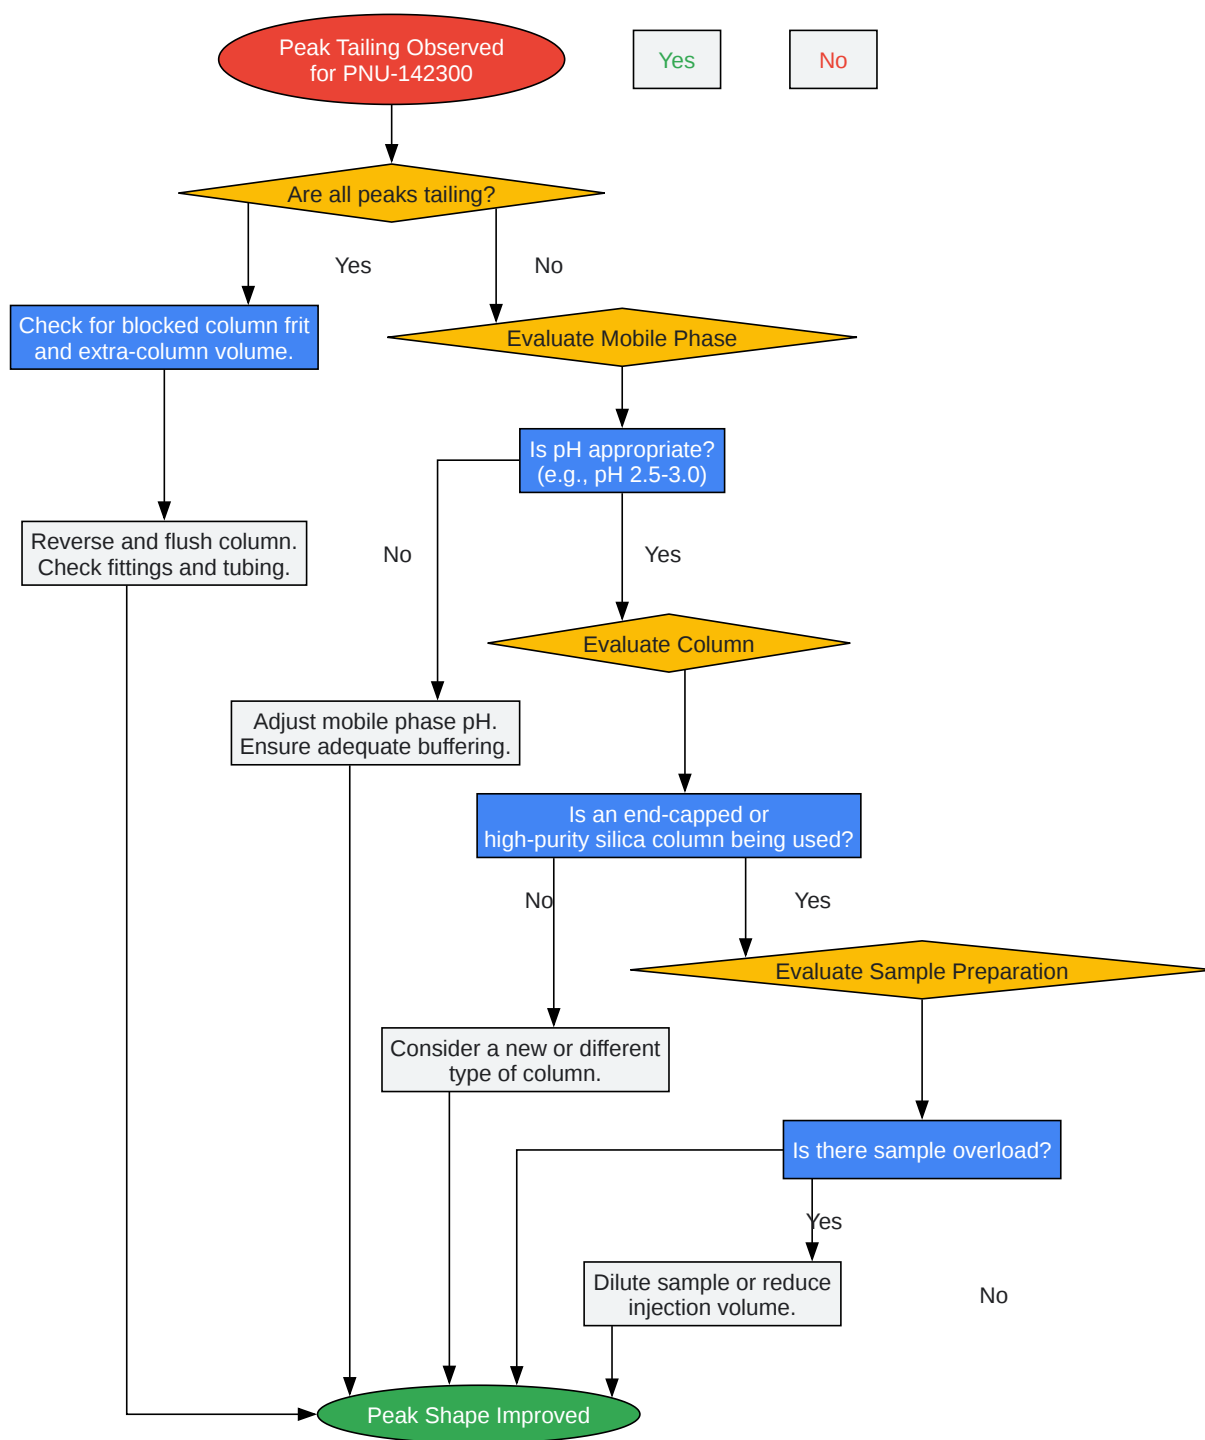 Peak Tailing Observed
for PNU-142300
Yes
No
Are all peaks tailing?
Yes
No
Check for blocked column frit
and extra-column volume.
Evaluate Mobile Phase
Is pH appropriate?
(e.g., pH 2.5-3.0)
Reverse and flush column.
Check fittings and tubing.
No
Yes
Evaluate Column
Adjust mobile phase pH.
Ensure adequate buffering.
Is an end-capped or
high-purity silica column being used?
No
Yes
Evaluate Sample Preparation
Consider a new or different
type of column.
Is there sample overload?
Yes
Dilute sample or reduce
injection volume.
No
Peak Shape Improved